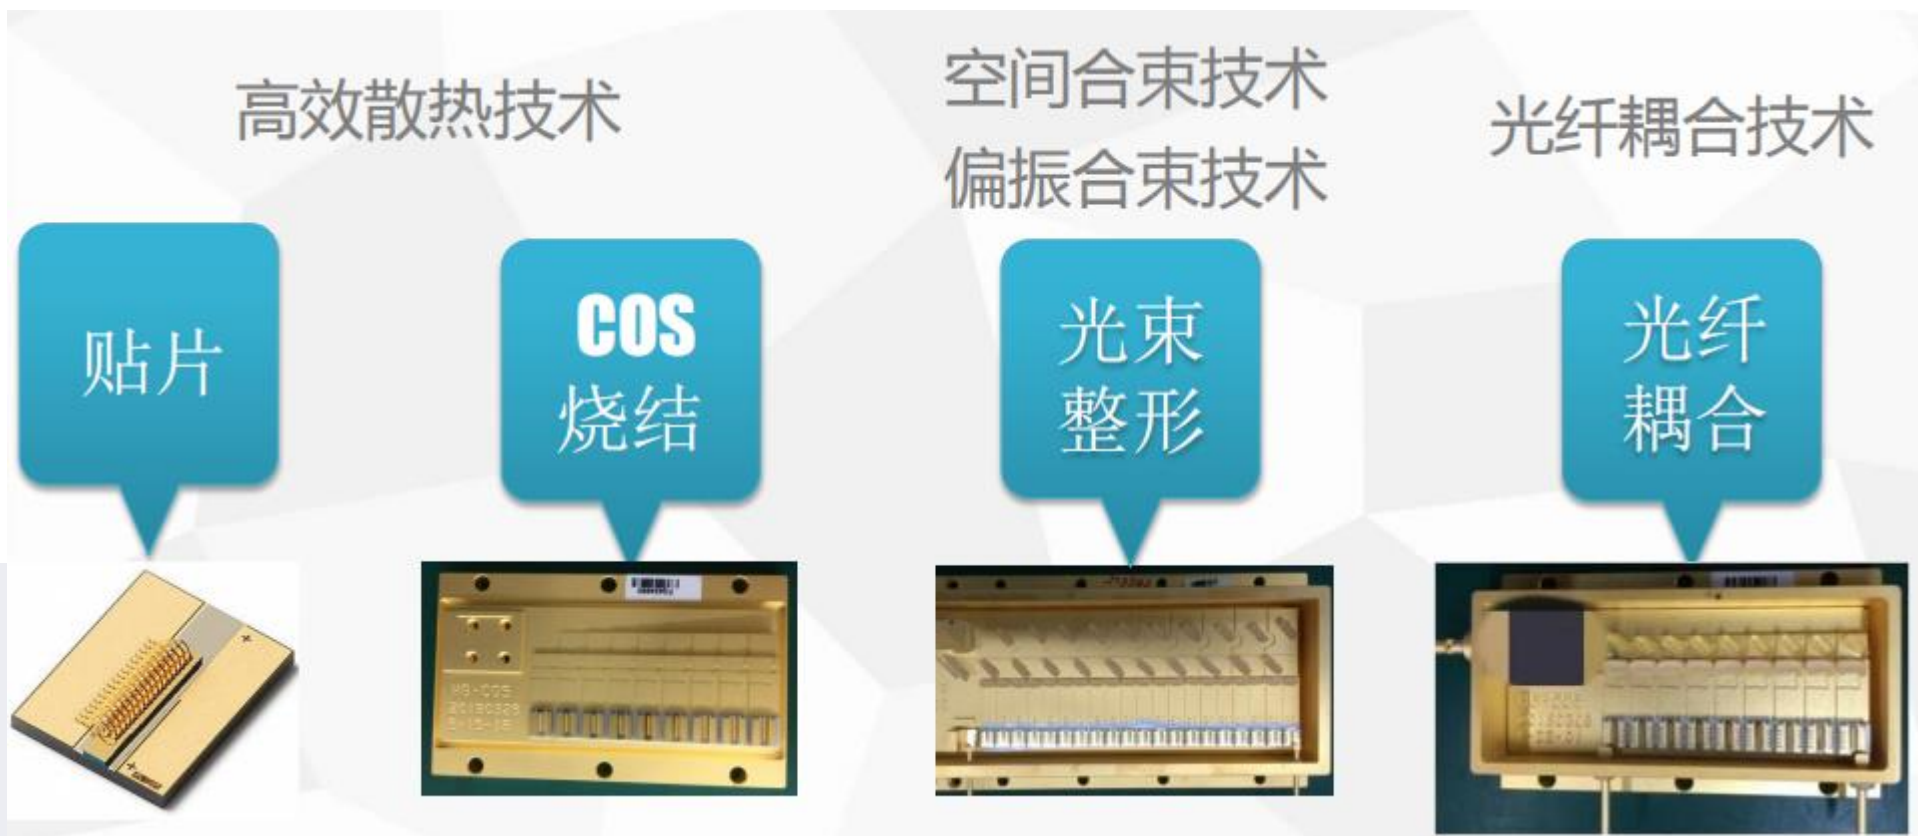 高效散热技术
空间合束技术
偏振合束技术
光纤耦合技术
贴片
COS
烧结
光束
整形
光纤
耦合